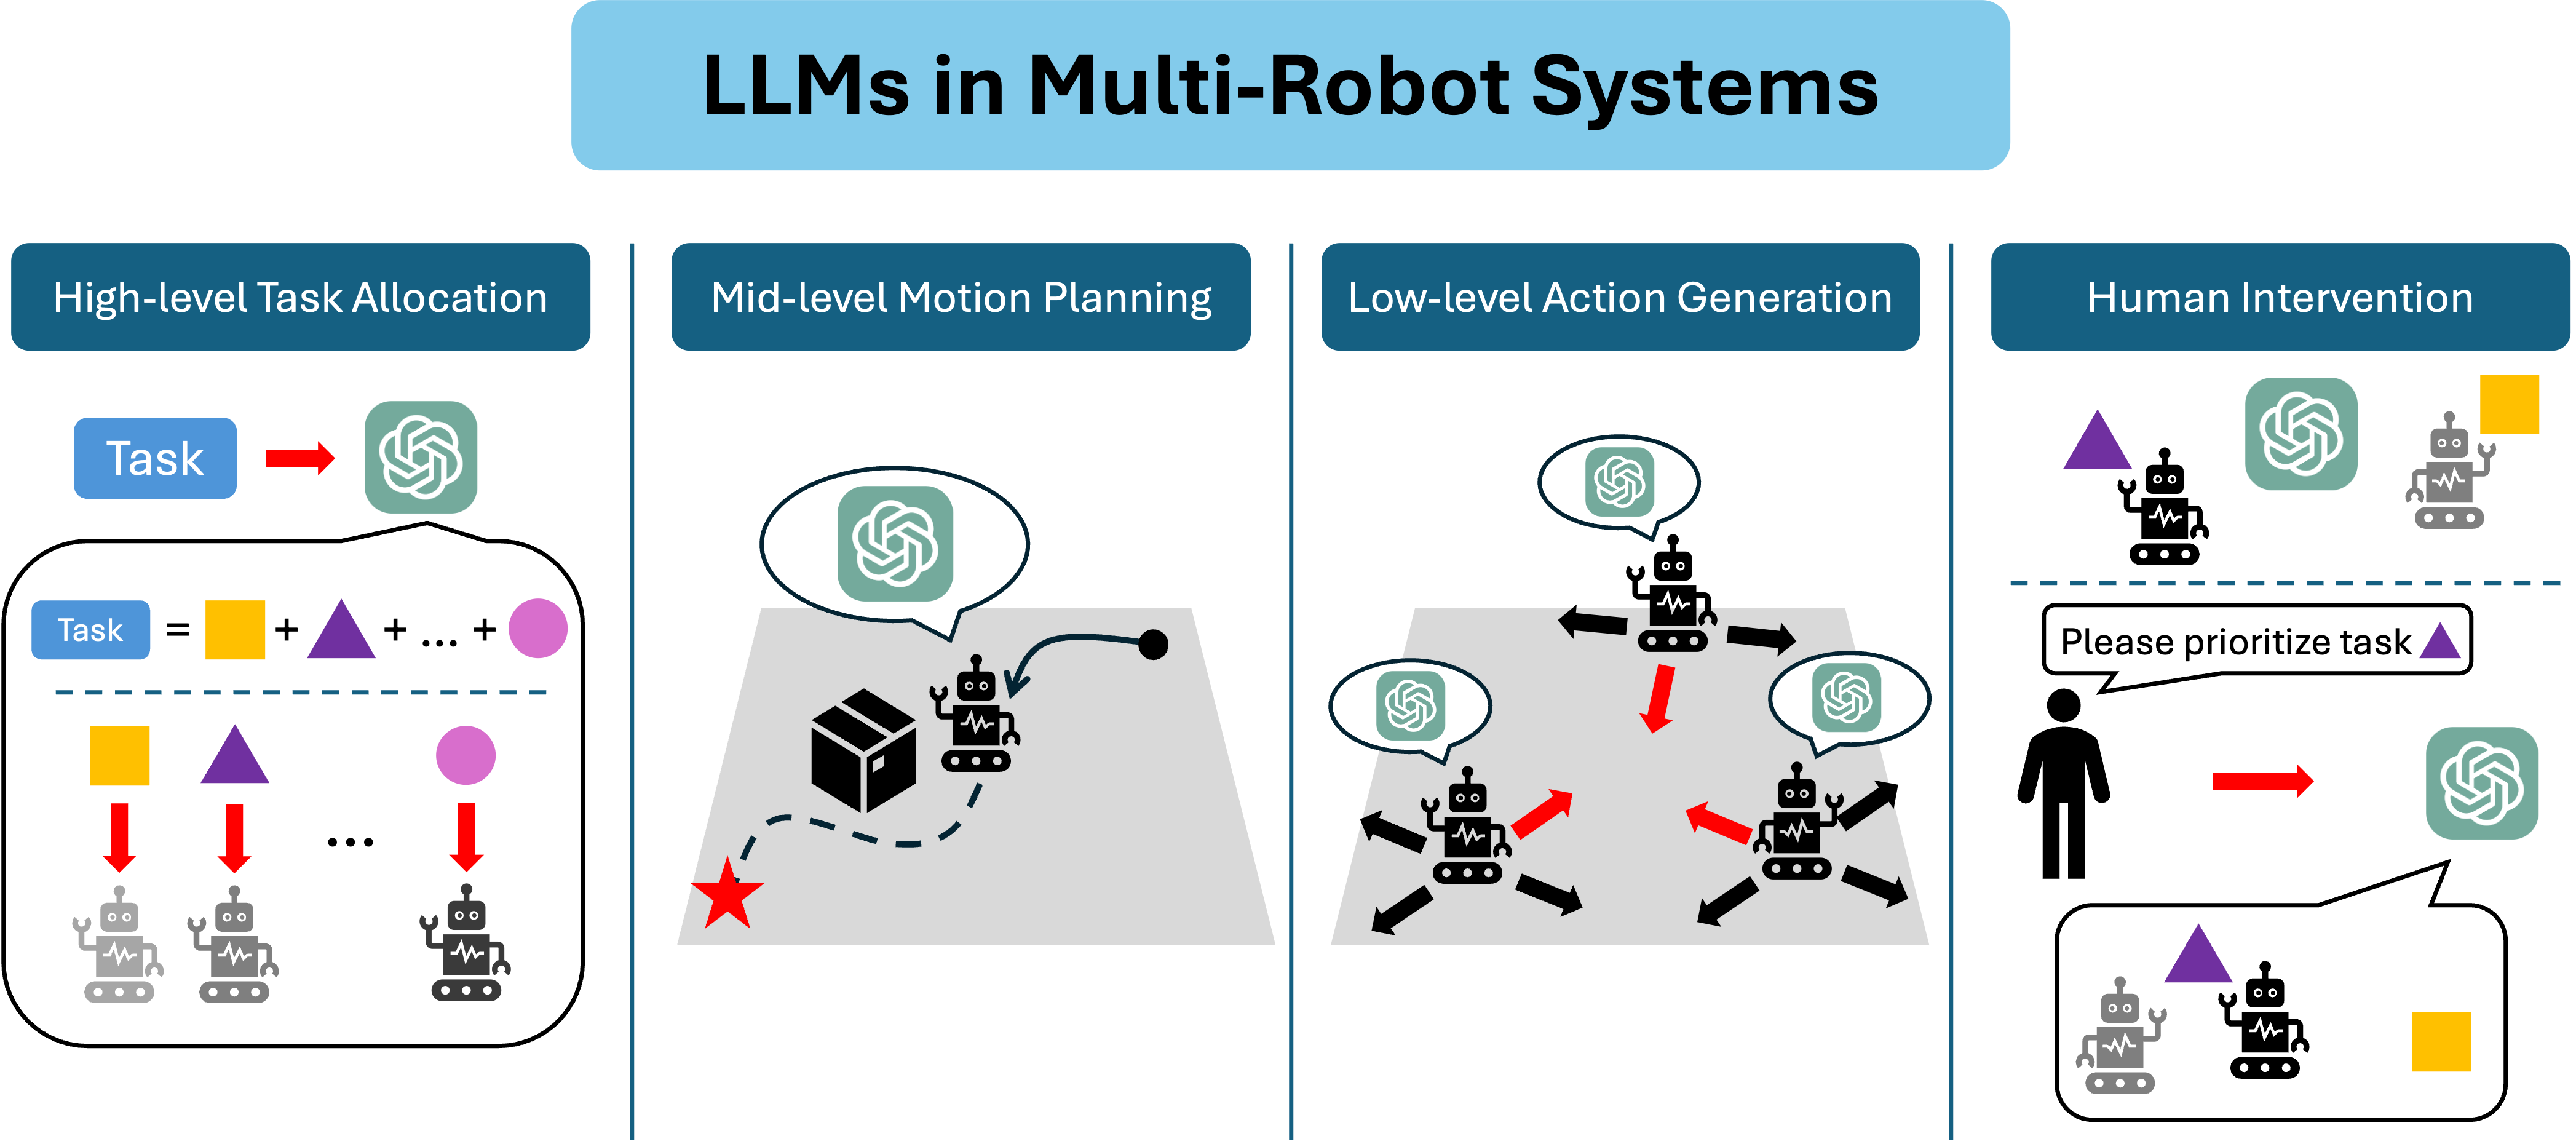 LLMs in Multi-Robot Systems
High-level Task Allocation
Mid-level Motion Planning
Low-level Action Generation
Human Intervention
Task
Task = + + ... +
...
Please prioritize task